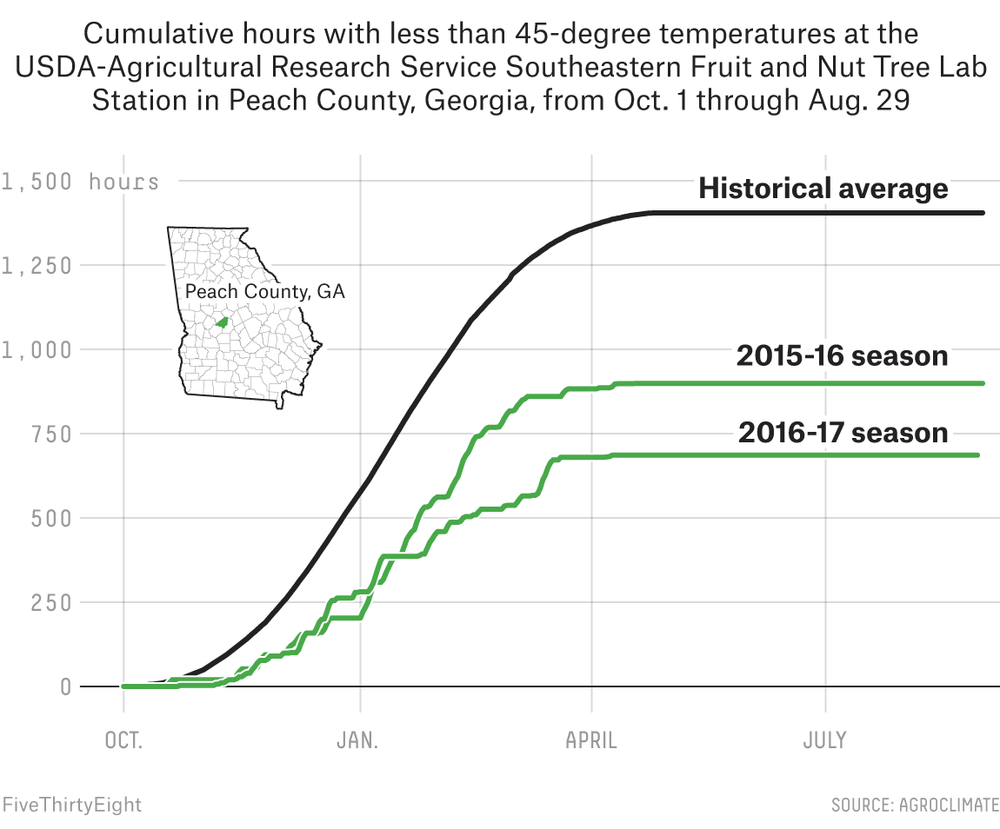 Cumulative hours with less than 45-degree temperatures at the
USDA-Agricultural Research Service Southeastern Fruit and Nut Tree Lab
Station in Peach County, Georgia, from Oct. 1 through Aug. 29
1,500 hours
Historical average
1,250
Peach County, GA
1,000
2015-16 season
750
2016-17 season
500
250
0
OCT.
JAN.
APRIL
JULY
FiveThirtyEight
SOURCE: AGROCLIMATE